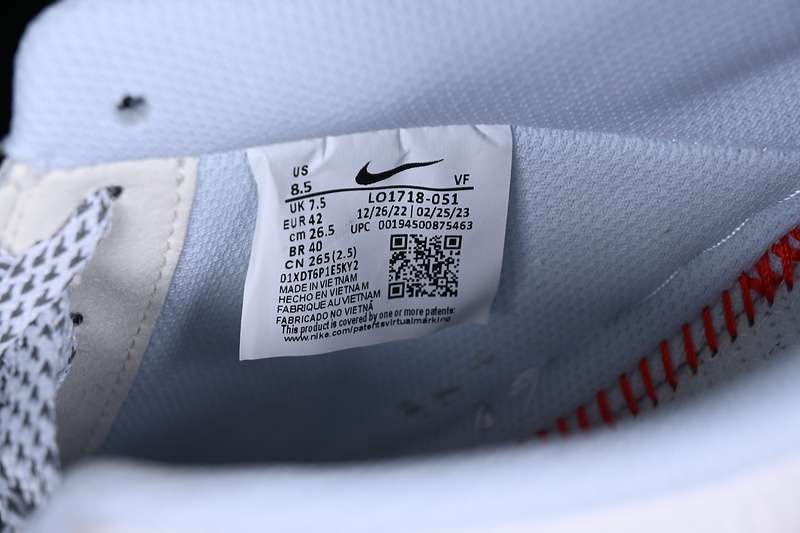 US
8.5
VF
UK 7.5
LO1718-051
EUR 42
12/26/22 | 02/25/23
cm 26.5
UPC 00194500875463
BR 40
CN 265 (2.5)
01XDT6P1E5KY2
MADE IN VIETNAM
HECHO EN VIETNAM
FABRIQUE AU VIETNAM
FABRICADO NO VIETNÃ
This product is covered by one or more patents:
www.nike.com/patentsvirtualmarking